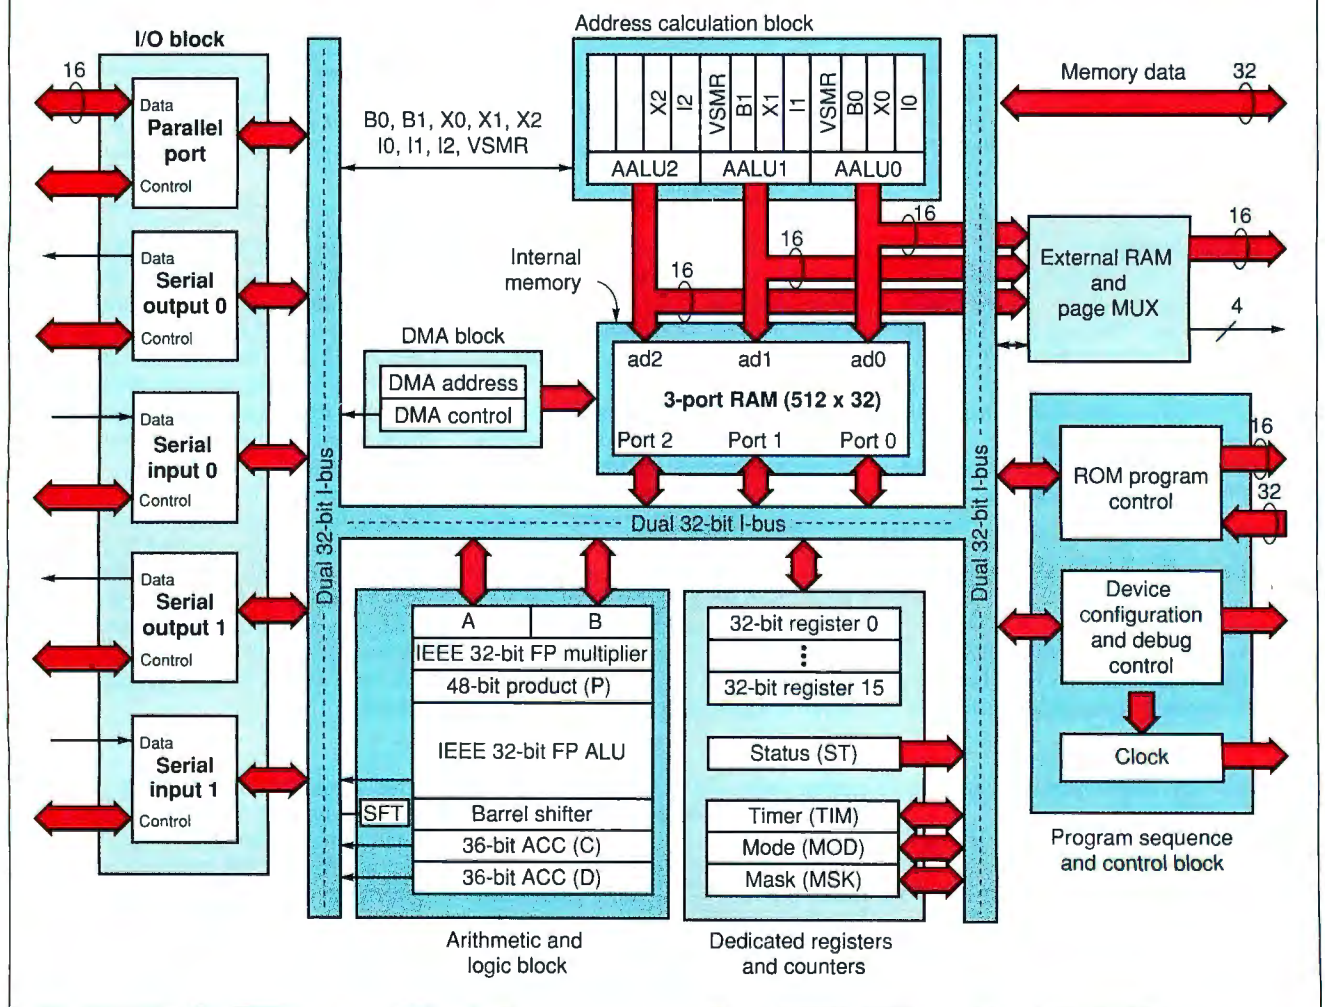 I/O block
16
Data
Parallel
port
Control
Data
Serial
output 0
Control
Data
Serial
input 0
Control
Data
Serial
output 1
Control
Data
Serial
input 1
Control
Dual 32-bit I-bus
B0, B1, X0, X1, X2
I0, I1, I2, VSMR
Address calculation block
X2
I2
VSMR
B1
X1
I1
VSMR
B0
X0
I0
AALU2
AALU1
AALU0
16
16
16
Internal
memory
DMA block
DMA address
DMA control
ad2
ad1
ad0
3-port RAM (512 x 32)
Port 2
Port 1
Port 0
Dual 32-bit I-bus
A
B
IEEE 32-bit FP multiplier
48-bit product (P)
IEEE 32-bit FP ALU
SFT
Barrel shifter
36-bit ACC (C)
36-bit ACC (D)
Arithmetic and
logic block
32-bit register 0
32-bit register 15
Status (ST)
Timer (TIM)
Mode (MOD)
Mask (MSK)
Dedicated registers
and counters
Dual 32-bit I-bus
Memory data
32
External RAM
and
page MUX
16
4
ROM program
control
16
32
Device
configuration
and debug
control
Clock
Program sequence
and control block